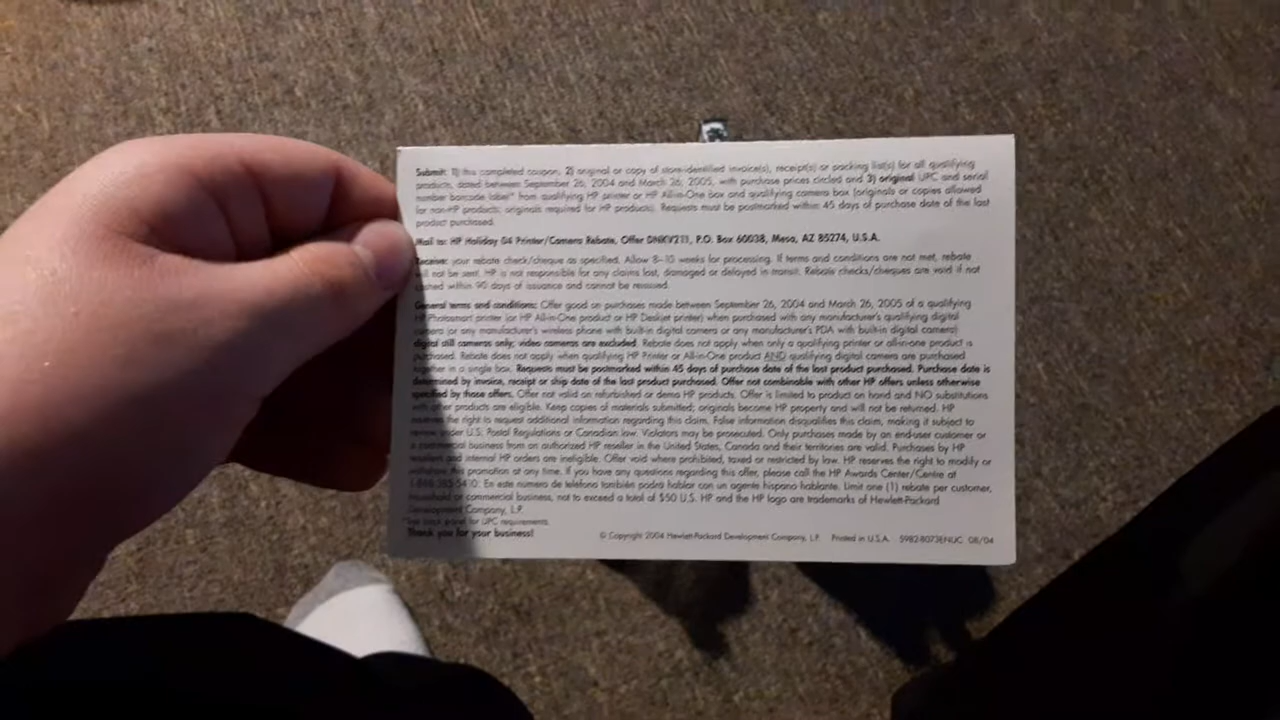 Submit: 1) this completed coupon, 2) original or copy of store-identified invoice(s), receipt(s) or packing list(s) for all qualifying
products, dated between September 26, 2004 and March 26, 2005, with purchase prices circled and 3) original UPC and serial
number barcode label* from qualifying HP printer or HP All-in-One box and qualifying camera box (originals or copies allowed
for non-HP products; originals required for HP products). Requests must be postmarked within 45 days of purchase date of the last
product purchased.
Mail to: HP Holiday 04 Printer/Camera Rebate, Offer DNKV211, P.O. Box 60038, Mesa, AZ 85274, U.S.A.
Receive: your rebate check/cheque as specified. Allow 8–10 weeks for processing. If terms and conditions are not met, rebate
will not be sent. HP is not responsible for any claims lost, damaged or delayed in transit. Rebate checks/cheques are void if not
cashed within 90 days of issuance and cannot be reissued.
General terms and conditions: Offer good on purchases made between September 26, 2004 and March 26, 2005 of a qualifying
HP Photosmart printer (or HP All-in-One product or HP Deskjet printer) when purchased with any manufacturer's qualifying digital
camera (or any manufacturer's wireless phone with built-in digital camera or any manufacturer's PDA with built-in digital camera);
digital still cameras only; video cameras are excluded. Rebate does not apply when only a qualifying printer or all-in-one product is
purchased. Rebate does not apply when qualifying HP Printer or All-in-One product AND qualifying digital camera are purchased
together in a single box. Requests must be postmarked within 45 days of purchase date of the last product purchased. Purchase date is
determined by invoice, receipt or ship date of the last product purchased. Offer not combinable with other HP offers unless otherwise
specified by those offers. Offer not valid on refurbished or demo HP products. Offer is limited to product on hand and NO substitutions
with other products are eligible. Keep copies of materials submitted; originals become HP property and will not be returned. HP
reserves the right to request additional information regarding this claim. False information disqualifies this claim, making it subject to
review under U.S. Postal Regulations or Canadian law. Violators may be prosecuted. Only purchases made by an end-user customer or
a commercial business from an authorized HP reseller in the United States, Canada and their territories are valid. Purchases by HP
resellers and internal HP orders are ineligible. Offer void where prohibited, taxed or restricted by law. HP reserves the right to modify or
withdraw this promotion at any time. If you have any questions regarding this offer, please call the HP Awards Center/Centre at
En este número de teléfono también podrá hablar con un agente hispano hablante. Limit one (1) rebate per customer,
household or commercial business, not to exceed a total of $50 U.S. HP and the HP logo are trademarks of Hewlett-Packard
Development Company, L.P.
*See back panel for UPC requirements.
Thank you for your business!
© Copyright 2004 Hewlett-Packard Development Company, L.P. Printed in U.S.A. 5982-8073ENUC 08/04